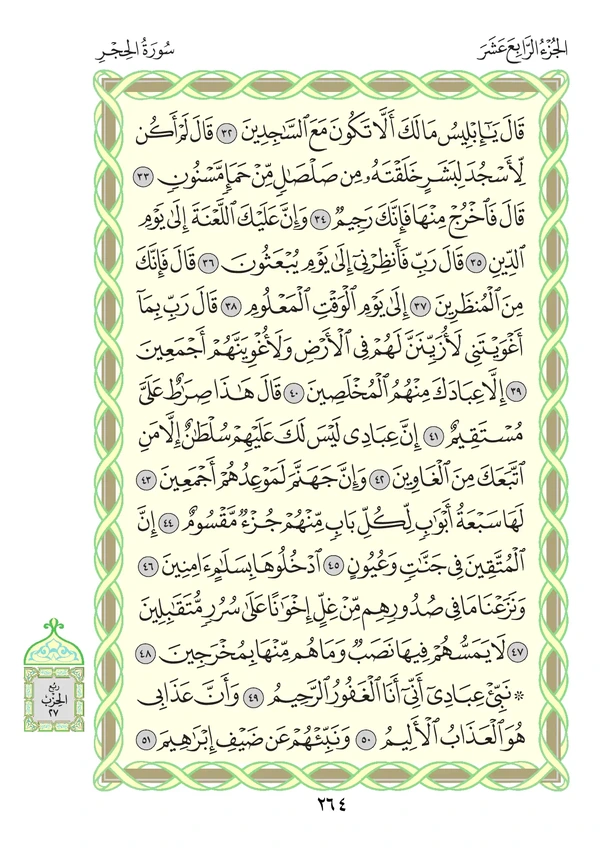 الجُزْءُ الرَّابِعَ عَشَرَ
سُورَةُ الحِجْرِ
قَالَ يَٰٓإِبْلِيسُ مَا لَكَ أَلَّا تَكُونَ مَعَ ٱلسَّٰجِدِينَ ٣٢ قَالَ لَمْ أَكُن
لِّأَسْجُدَ لِبَشَرٍ خَلَقْتَهُۥ مِن صَلْصَٰلٍ مِّنْ حَمَإٍ مَّسْنُونٍ ٣٣
قَالَ فَٱخْرُجْ مِنْهَا فَإِنَّكَ رَجِيمٌ ٣٤ وَإِنَّ عَلَيْكَ ٱللَّعْنَةَ إِلَىٰ يَوْمِ
ٱلدِّينِ ٣٥ قَالَ رَبِّ فَأَنظِرْنِىٓ إِلَىٰ يَوْمِ يُبْعَثُونَ ٣٦ قَالَ فَإِنَّكَ
مِنَ ٱلْمُنظَرِينَ ٣٧ إِلَىٰ يَوْمِ ٱلْوَقْتِ ٱلْمَعْلُومِ ٣٨ قَالَ رَبِّ بِمَآ
أَغْوَيْتَنِى لَأُزَيِّنَنَّ لَهُمْ فِى ٱلْأَرْضِ وَلَأُغْوِيَنَّهُمْ أَجْمَعِينَ
٣٩ إِلَّا عِبَادَكَ مِنْهُمُ ٱلْمُخْلَصِينَ ٤٠ قَالَ هَٰذَا صِرَٰطٌ عَلَىَّ
مُسْتَقِيمٌ ٤١ إِنَّ عِبَادِى لَيْسَ لَكَ عَلَيْهِمْ سُلْطَٰنٌ إِلَّا مَنِ
ٱتَّبَعَكَ مِنَ ٱلْغَاوِينَ ٤٢ وَإِنَّ جَهَنَّمَ لَمَوْعِدُهُمْ أَجْمَعِينَ ٤٣
لَهَا سَبْعَةُ أَبْوَٰبٍ لِّكُلِّ بَابٍ مِّنْهُمْ جُزْءٌ مَّقْسُومٌ ٤٤ إِنَّ
ٱلْمُتَّقِينَ فِى جَنَّٰتٍ وَعُيُونٍ ٤٥ ٱدْخُلُوهَا بِسَلَٰمٍ ءَامِنِينَ ٤٦
وَنَزَعْنَا مَا فِى صُدُورِهِم مِّنْ غِلٍّ إِخْوَٰنًا عَلَىٰ سُرُرٍ مُّتَقَٰبِلِينَ
٤٧ لَا يَمَسُّهُمْ فِيهَا نَصَبٌ وَمَا هُم مِّنْهَا بِمُخْرَجِينَ ٤٨
۞ نَبِّئْ عِبَادِىٓ أَنِّىٓ أَنَا ٱلْغَفُورُ ٱلرَّحِيمُ ٤٩ وَأَنَّ عَذَابِى
هُوَ ٱلْعَذَابُ ٱلْأَلِيمُ ٥٠ وَنَبِّئْهُمْ عَن ضَيْفِ إِبْرَٰهِيمَ ٥١
ربع
الحزب
٢٧
٢٦٤